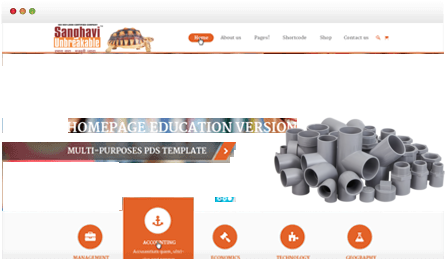 Sanghavi
Unbreakable
Home About us Pages! Shortcode Shop Contact us
HOMEPAGE EDUCATION VERSION
MULTI-PURPOSES PDS TEMPLATE
ACCOUNTING
MANAGEMENT ECONOMICS TECHNOLOGY GEOGRAPHY